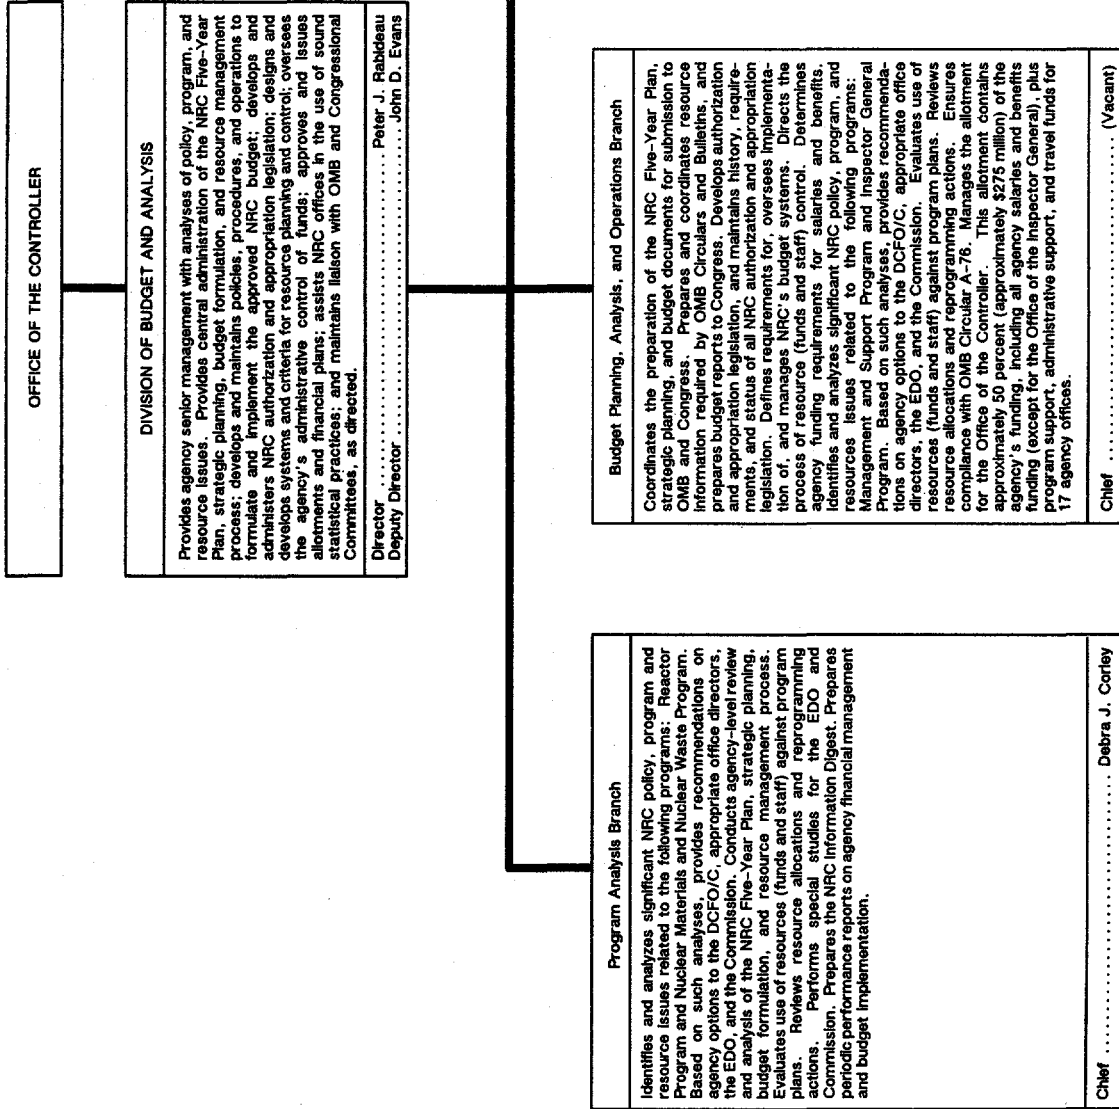 OFFICE OF THE CONTROLLER
DIVISION OF BUDGET AND ANALYSIS
Provides agency senior management with analyses of policy, program, and
resource issues. Provides central administration of the NRC Five-Year
Plan, strategic planning, budget formulation, and resource management
process; develops and maintains policies, procedures, and operations to
formulate and implement the approved NRC budget; develops and
administers NRC authorization and appropriation legislation; designs and
develops systems and criteria for resource planning and control; oversees
the agency's administrative control of funds; approves and issues
allotments and financial plans; assists NRC offices in the use of sound
statistical practices; and maintains liaison with OMB and Congressional
Committees, as directed.
Director .......................... Peter J. Rabideau
Deputy Director ...................... John D. Evans
Program Analysis Branch
Identifies and analyzes significant NRC policy, program and
resource issues related to the following programs: Reactor
Program and Nuclear Materials and Nuclear Waste Program.
Based on such analyses, provides recommendations on
agency options to the DCFO/C, appropriate office directors,
the EDO, and the Commission. Conducts agency-level review
and analysis of the NRC Five-Year Plan, strategic planning,
budget formulation, and resource management process.
Evaluates use of resources (funds and staff) against program
plans. Reviews resource allocations and reprogramming
actions. Performs special studies for the EDO and
Commission. Prepares the NRC Information Digest. Prepares
periodic performance reports on agency financial management
and budget implementation.
Chief ............................ Debra J. Corley
Budget Planning, Analysis, and Operations Branch
Coordinates the preparation of the NRC Five-Year Plan,
strategic planning, and budget documents for submission to
OMB and Congress. Prepares and coordinates resource
information required by OMB Circulars and Bulletins, and
prepares budget reports to Congress. Develops authorization
and appropriation legislation, and maintains history, require-
ments, and status of all NRC authorization and appropriation
legislation. Defines requirements for, oversees implementa-
tion of, and manages NRC's budget systems. Directs the
process of resource (funds and staff) control. Determines
agency funding requirements for salaries and benefits.
Identifies and analyzes significant NRC policy, program, and
resources issues related to the following programs:
Management and Support Program and Inspector General
Program. Based on such analyses, provides recommenda-
tions on agency options to the DCFO/C, appropriate office
directors, the EDO, and the Commission. Evaluates use of
resources (funds and staff) against program plans. Reviews
resource allocations and reprogramming actions. Ensures
compliance with OMB Circular A-76. Manages the allotment
for the Office of the Controller. This allotment contains
approximately 50 percent (approximately $275 million) of the
agency's funding, including all agency salaries and benefits
funding (except for the Office of the Inspector General), plus
program support, administrative support, and travel funds for
17 agency offices.
Chief .................................. (Vacant)